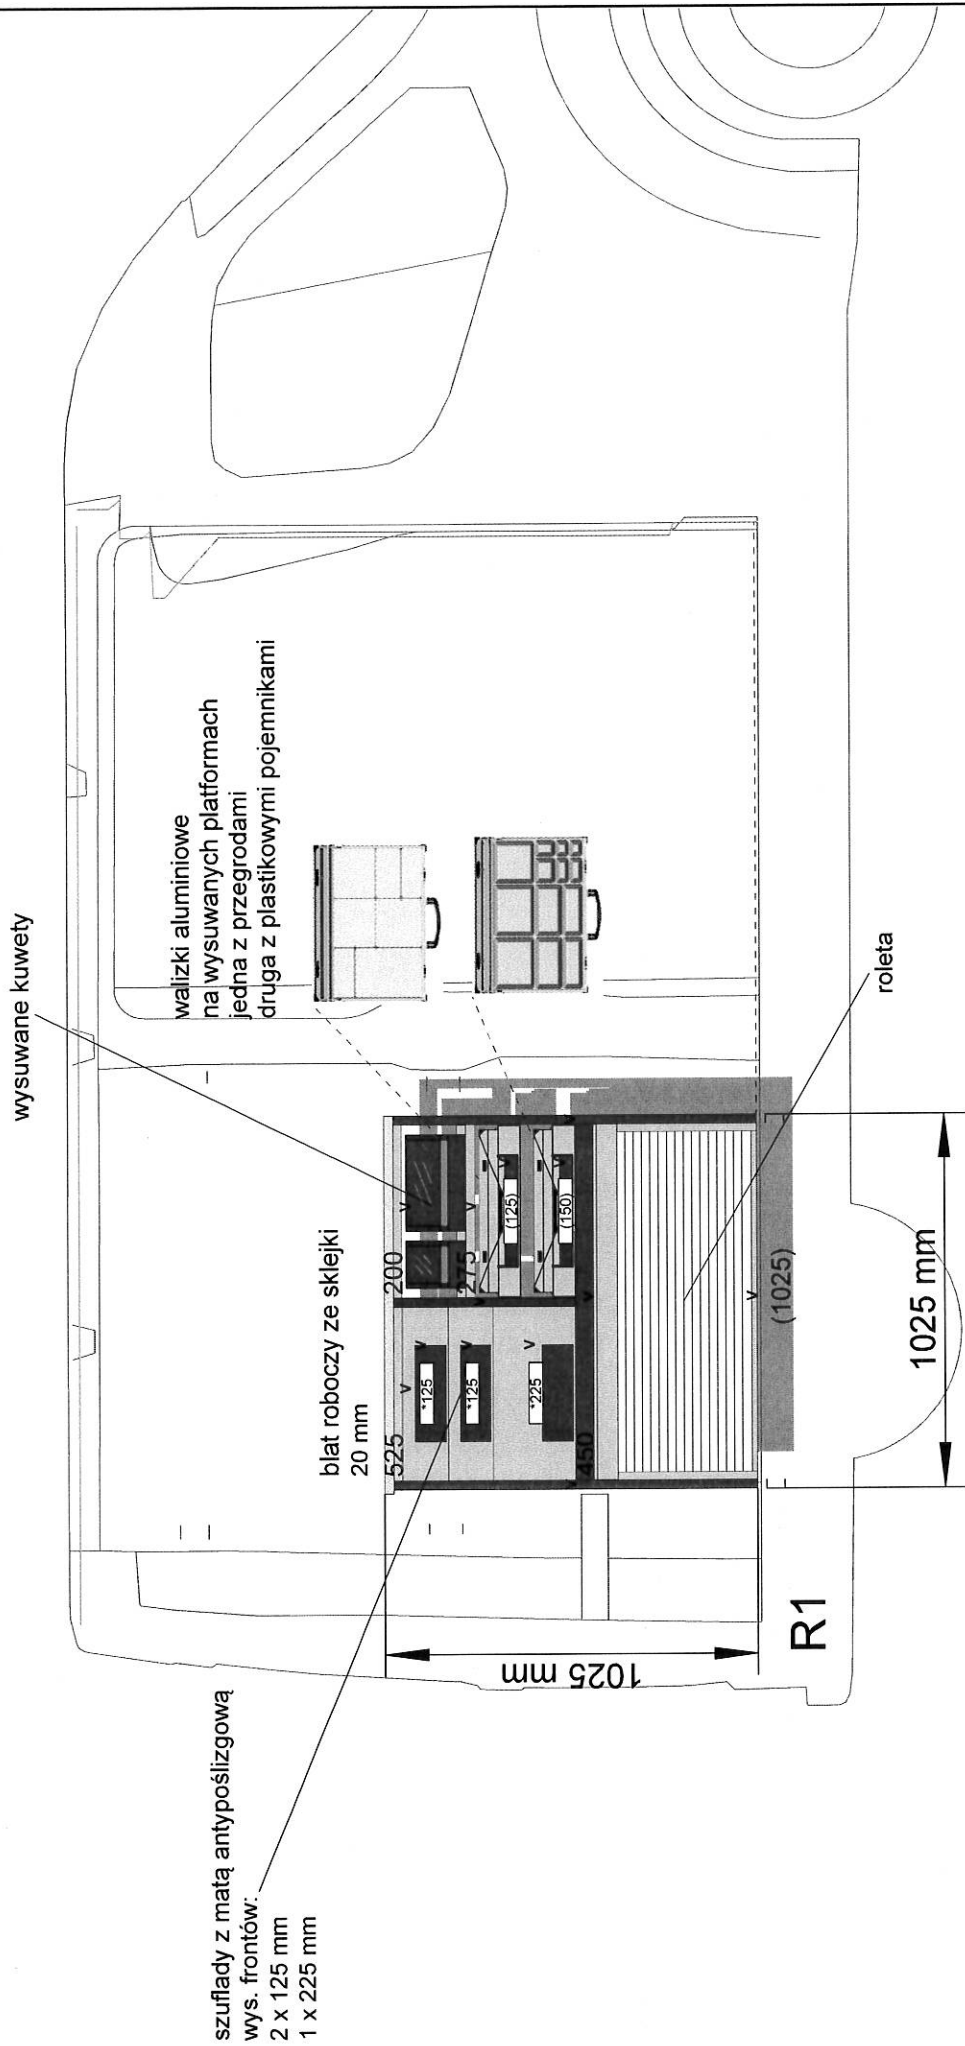 wysuwane kuwety
walizki aluminiowe
na wysuwanych platformach
jedna z przegrodami
druga z plastikowymi pojemnikami
szuflady z matą antypoślizgową
wys. frontów:
2 x 125 mm
1 x 225 mm
blat roboczy ze sklejki
20 mm
525
200
275
*125
*125
*225
(125)
(150)
450
roleta
(1025)
1025 mm
1025 mm
R1